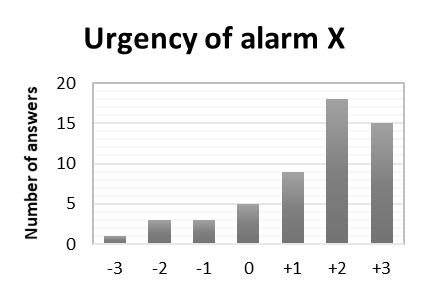 Urgency of alarm X
Number of answers
20
15
10
5
0
-3 -2 -1 0 +1 +2 +3